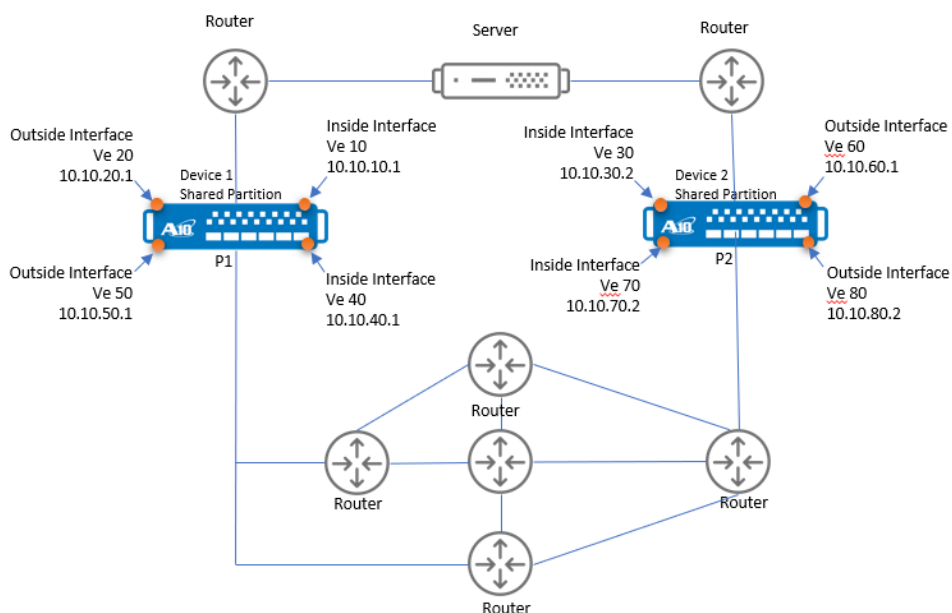 Router
Server
Router
Outside Interface
Ve 20
10.10.20.1
Device 1
Shared Partition
Inside Interface
Ve 10
10.10.10.1
Inside Interface
Ve 30
10.10.30.2
Device 2
Shared Partition
Outside Interface
Ve 60
10.10.60.1
A10
A10
P1
P2
Outside Interface
Ve 50
10.10.50.1
Inside Interface
Ve 40
10.10.40.1
Inside Interface
Ve 70
10.10.70.2
Outside Interface
Ve 80
10.10.80.2
Router
Router
Router
Router